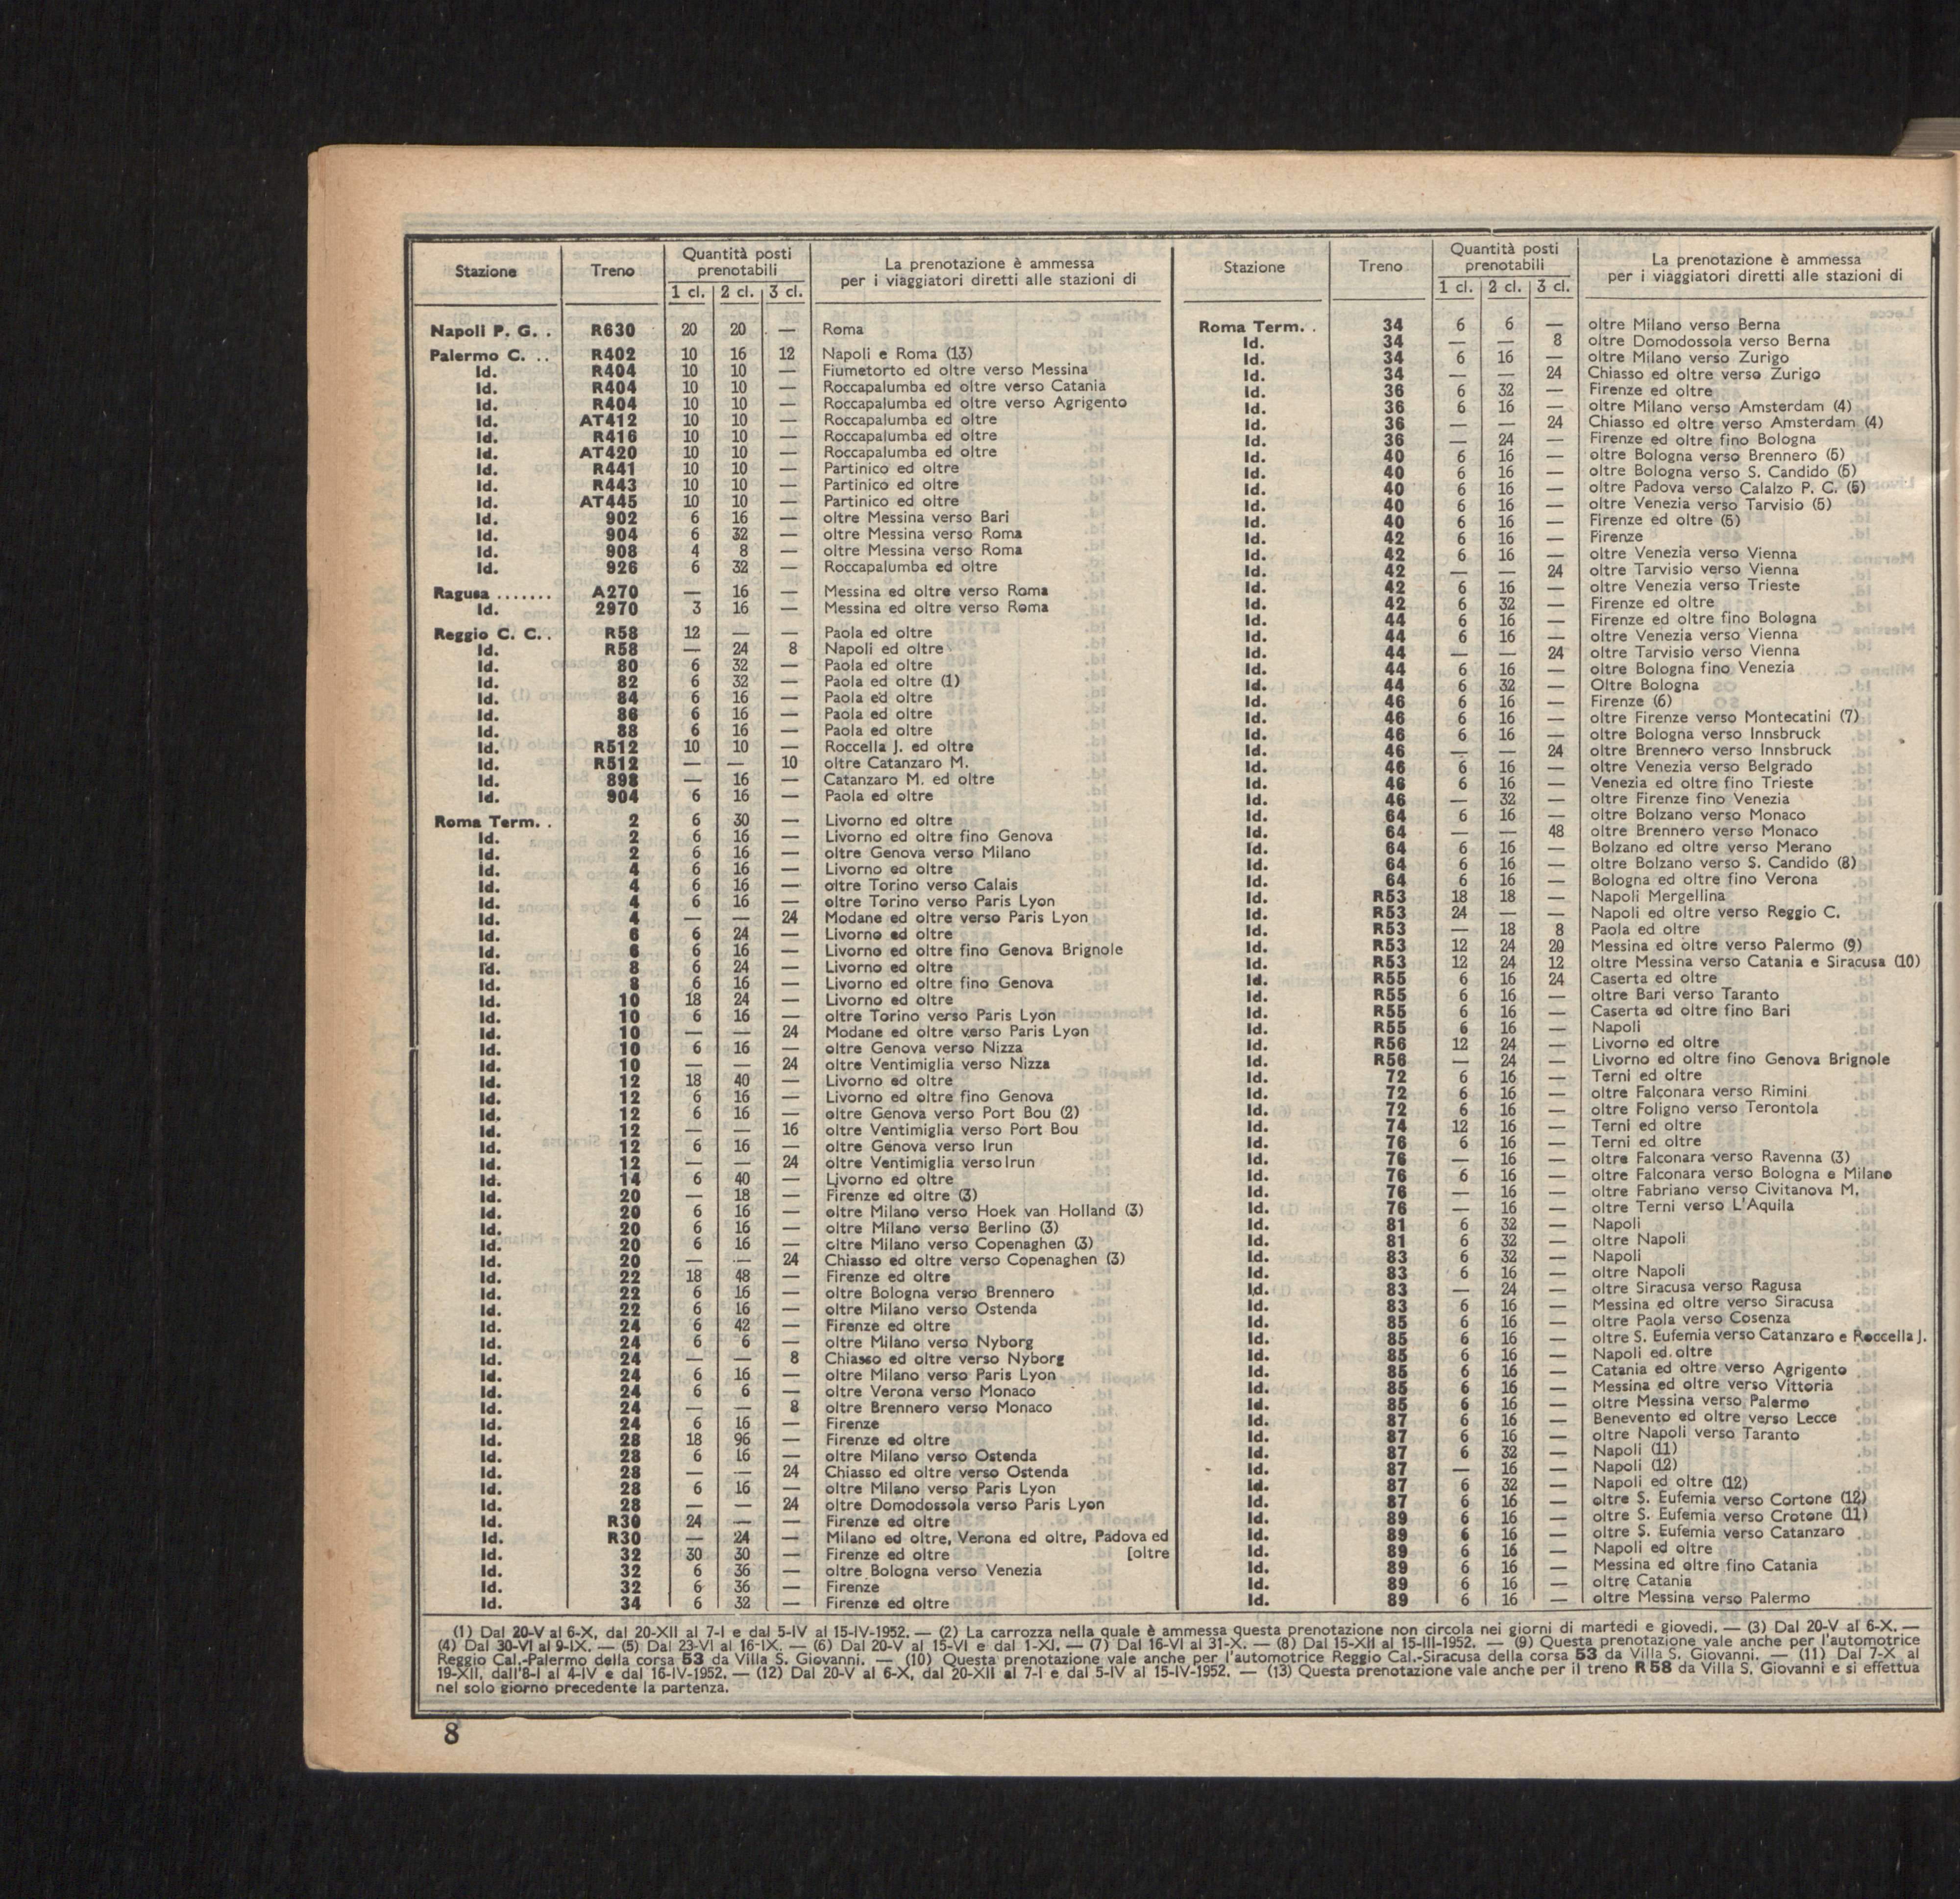 Stazione Treno Quantità posti prenotabili La prenotazione è ammessa per i viaggiatori diretti alle stazioni di
1 cl. 2 cl. 3 cl.
Napoli P. G. . R630 20 20 — Roma
Palermo C. .. R402 10 16 12 Napoli e Roma (13)
Id. R404 10 10 — Fiumetorto ed oltre verso Messina
Id. R404 10 10 — Roccapalumba ed oltre verso Catania
Id. R404 10 10 — Roccapalumba ed oltre verso Agrigento
Id. AT412 10 10 — Roccapalumba ed oltre
Id. R416 10 10 — Roccapalumba ed oltre
Id. AT420 10 10 — Roccapalumba ed oltre
Id. R441 10 10 — Partinico ed oltre
Id. R443 10 10 — Partinico ed oltre
Id. AT445 10 10 — Partinico ed oltre
Id. 902 6 16 — oltre Messina verso Bari
Id. 904 6 32 — oltre Messina verso Roma
Id. 908 4 8 — oltre Messina verso Roma
Id. 926 6 32 — Roccapalumba ed oltre
Ragusa ....... A270 — 16 — Messina ed oltre verso Roma
Id. 2970 3 16 — Messina ed oltre verso Roma
Reggio C. C. . R58 12 — — Paola ed oltre
Id. R58 — 24 8 Napoli ed oltre
Id. 80 6 32 — Paola ed oltre
Id. 82 6 32 — Paola ed oltre (1)
Id. 84 6 16 — Paola ed oltre
Id. 86 6 16 — Paola ed oltre
Id. 88 6 16 — Paola ed oltre
Id. R512 10 10 — Roccella J. ed oltre
Id. R512 — — 10 oltre Catanzaro M.
Id. 898 — 16 — Catanzaro M. ed oltre
Id. 904 6 16 — Paola ed oltre
Roma Term. . 2 6 30 — Livorno ed oltre
Id. 2 6 16 — Livorno ed oltre fino Genova
Id. 2 6 16 — oltre Genova verso Milano
Id. 4 6 16 — Livorno ed oltre
Id. 4 6 16 — oltre Torino verso Calais
Id. 4 6 16 — oltre Torino verso Paris Lyon
Id. 4 — — 24 Modane ed oltre verso Paris Lyon
Id. 6 6 24 — Livorno ed oltre
Id. 6 6 16 — Livorno ed oltre fino Genova Brignole
Id. 8 6 24 — Livorno ed oltre
Id. 8 6 16 — Livorno ed oltre fino Genova
Id. 10 18 24 — Livorno ed oltre
Id. 10 6 16 — oltre Torino verso Paris Lyon
Id. 10 — — 24 Modane ed oltre verso Paris Lyon
Id. 10 6 16 — oltre Genova verso Nizza
Id. 10 — — 24 oltre Ventimiglia verso Nizza
Id. 12 18 40 — Livorno ed oltre
Id. 12 6 16 — Livorno ed oltre fino Genova
Id. 12 6 16 — oltre Genova verso Port Bou (2)
Id. 12 — — 16 oltre Ventimiglia verso Port Bou
Id. 12 6 16 — oltre Genova verso Irun
Id. 12 — — 24 oltre Ventimiglia verso Irun
Id. 14 6 40 — Livorno ed oltre
Id. 20 — 18 — Firenze ed oltre (3)
Id. 20 6 16 — oltre Milano verso Hoek van Holland (3)
Id. 20 6 16 — oltre Milano verso Berlino (3)
Id. 20 6 16 — oltre Milano verso Copenaghen (3)
Id. 20 — — 24 Chiasso ed oltre verso Copenaghen (3)
Id. 22 18 48 — Firenze ed oltre
Id. 22 6 16 — oltre Bologna verso Brennero
Id. 22 6 16 — oltre Milano verso Ostenda
Id. 24 6 42 — Firenze ed oltre
Id. 24 6 6 — oltre Milano verso Nyborg
Id. 24 — — 8 Chiasso ed oltre verso Nyborg
Id. 24 6 16 — oltre Milano verso Paris Lyon
Id. 24 6 6 — oltre Verona verso Monaco
Id. 24 — — 8 oltre Brennero verso Monaco
Id. 24 6 16 — Firenze
Id. 28 18 96 — Firenze ed oltre
Id. 28 6 16 — oltre Milano verso Ostenda
Id. 28 — — 24 Chiasso ed oltre verso Ostenda
Id. 28 6 16 — oltre Milano verso Paris Lyon
Id. 28 — — 24 oltre Domodossola verso Paris Lyon
Id. R30 24 — — Firenze ed oltre
Id. R30 — 24 — Milano ed oltre, Verona ed oltre, Padova ed
Id. 32 30 30 — Firenze ed oltre [oltre
Id. 32 6 36 — oltre Bologna verso Venezia
Id. 32 6 36 — Firenze
Id. 34 6 32 — Firenze ed oltre
Stazione Treno Quantità posti prenotabili La prenotazione è ammessa per i viaggiatori diretti alle stazioni di
1 cl. 2 cl. 3 cl.
Roma Term. . 34 6 6 — oltre Milano verso Berna
Id. 34 — — 8 oltre Domodossola verso Berna
Id. 34 6 16 — oltre Milano verso Zurigo
Id. 34 — — 24 Chiasso ed oltre verso Zurigo
Id. 36 6 32 — Firenze ed oltre
Id. 36 6 16 — oltre Milano verso Amsterdam (4)
Id. 36 — — 24 Chiasso ed oltre verso Amsterdam (4)
Id. 36 — 24 — Firenze ed oltre fino Bologna
Id. 40 6 16 — oltre Bologna verso Brennero (5)
Id. 40 6 16 — oltre Bologna verso S. Candido (5)
Id. 40 6 16 — oltre Padova verso Calalzo P. C. (5)
Id. 40 6 16 — oltre Venezia verso Tarvisio (5)
Id. 40 6 16 — Firenze ed oltre (5)
Id. 42 6 16 — Firenze
Id. 42 6 16 — oltre Venezia verso Vienna
Id. 42 — — 24 oltre Tarvisio verso Vienna
Id. 42 6 16 — oltre Venezia verso Trieste
Id. 42 6 32 — Firenze ed oltre
Id. 44 6 16 — Firenze ed oltre fino Bologna
Id. 44 6 16 — oltre Venezia verso Vienna
Id. 44 — — 24 oltre Tarvisio verso Vienna
Id. 44 6 16 — oltre Bologna fino Venezia
Id. 44 6 32 — Oltre Bologna
Id. 46 6 16 — Firenze (6)
Id. 46 6 16 — oltre Firenze verso Montecatini (7)
Id. 46 6 16 — oltre Bologna verso Innsbruck
Id. 46 — — 24 oltre Brennero verso Innsbruck
Id. 46 6 16 — oltre Venezia verso Belgrado
Id. 46 6 16 — Venezia ed oltre fino Trieste
Id. 46 — 32 — oltre Firenze fino Venezia
Id. 64 6 16 — oltre Bolzano verso Monaco
Id. 64 — — 48 oltre Brennero verso Monaco
Id. 64 6 16 — Bolzano ed oltre verso Merano
Id. 64 6 16 — oltre Bolzano verso S. Candido (8)
Id. 64 6 16 — Bologna ed oltre fino Verona
Id. R53 18 18 — Napoli Mergellina
Id. R53 24 — — Napoli ed oltre verso Reggio C.
Id. R53 — 18 8 Paola ed oltre
Id. R53 12 24 20 Messina ed oltre verso Palermo (9)
Id. R53 12 24 12 oltre Messina verso Catania e Siracusa (10)
Id. R55 6 16 24 Caserta ed oltre
Id. R55 6 16 — oltre Bari verso Taranto
Id. R55 6 16 — Caserta ed oltre fino Bari
Id. R55 6 16 — Napoli
Id. R56 12 24 — Livorno ed oltre
Id. R56 — 24 — Livorno ed oltre fino Genova Brignole
Id. 72 6 16 — Terni ed oltre
Id. 72 6 16 — oltre Falconara verso Rimini
Id. 72 6 16 — oltre Foligno verso Terontola
Id. 74 12 16 — Terni ed oltre
Id. 76 6 16 — Terni ed oltre
Id. 76 — 16 — oltre Falconara verso Ravenna (3)
Id. 76 6 16 — oltre Falconara verso Bologna e Milano
Id. 76 — 16 — oltre Fabriano verso Civitanova M.
Id. 76 — 16 — oltre Terni verso L'Aquila
Id. 81 6 32 — Napoli
Id. 81 6 32 — oltre Napoli
Id. 83 6 32 — Napoli
Id. 83 6 16 — oltre Napoli
Id. 83 — 24 — oltre Siracusa verso Ragusa
Id. 83 6 16 — Messina ed oltre verso Siracusa
Id. 85 6 16 — oltre Paola verso Cosenza
Id. 85 6 16 — oltre S. Eufemia verso Catanzaro e Roccella J.
Id. 85 6 16 — Napoli ed oltre
Id. 85 6 16 — Catania ed oltre verso Agrigento
Id. 85 6 16 — Messina ed oltre verso Vittoria
Id. 85 6 16 — oltre Messina verso Palermo
Id. 87 6 16 — Benevento ed oltre verso Lecce
Id. 87 6 16 — oltre Napoli verso Taranto
Id. 87 6 32 — Napoli (11)
Id. 87 — 16 — Napoli (12)
Id. 87 6 32 — Napoli ed oltre (12)
Id. 87 6 16 — oltre S. Eufemia verso Cortone (12)
Id. 89 6 16 — oltre S. Eufemia verso Crotone (11)
Id. 89 6 16 — oltre S. Eufemia verso Catanzaro
Id. 89 6 16 — Napoli ed oltre
Id. 89 6 16 — Messina ed oltre fino Catania
Id. 89 6 16 — oltre Catania
Id. 89 6 16 — oltre Messina verso Palermo
(1) Dal 20-V al 6-X, dal 20-XII al 7-I e dal 5-IV al 15-IV-1952. — (2) La carrozza nella quale è ammessa questa prenotazione non circola nei giorni di martedì e giovedì. — (3) Dal 20-V al 6-X. —
(4) Dal 30-VI al 9-IX. — (5) Dal 23-VI al 16-IX. — (6) Dal 20-V al 15-VI e dal 1-XI. — (7) Dal 16-VI al 31-X. — (8) Dal 15-XII al 15-III-1952. — (9) Questa prenotazione vale anche per l'automotrice
Reggio Cal.-Palermo della corsa 53 da Villa S. Giovanni. — (10) Questa prenotazione vale anche per l'automotrice Reggio Cal.-Siracusa della corsa 53 da Villa S. Giovanni. — (11) Dal 7-X al
19-XII, dall'8-I al 4-IV e dal 16-IV-1952. — (12) Dal 20-V al 6-X, dal 20-XII al 7-I e dal 5-IV al 15-IV-1952. — (13) Questa prenotazione vale anche per il treno R 58 da Villa S. Giovanni e si effettua
nel solo giorno precedente la partenza.
8